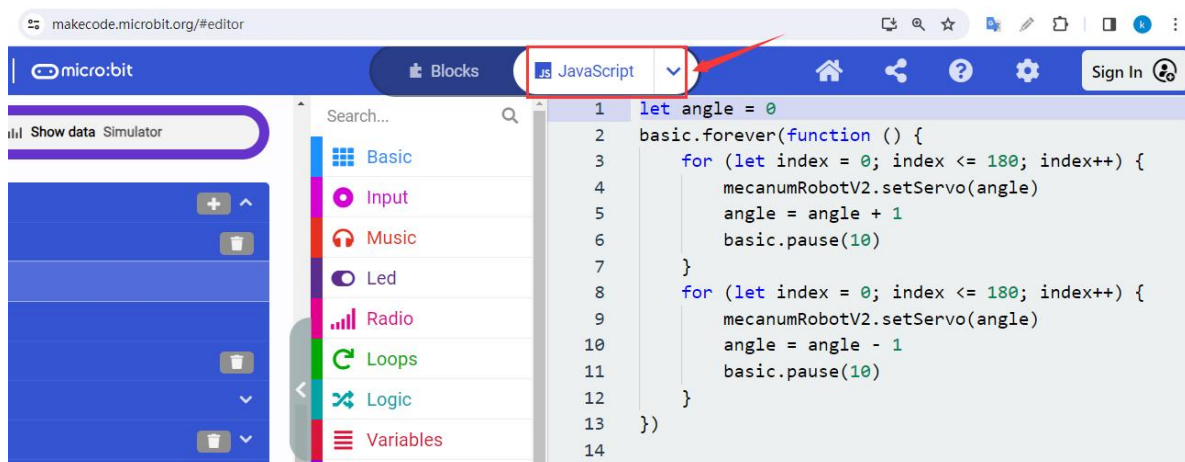 makecode.microbit.org/#editor
k
micro:bit
Blocks
JS JavaScript
Sign In
Show data Simulator
Search...
Basic
Input
Music
Led
Radio
Loops
Logic
Variables
1 let angle = 0
2 basic.forever(function () {
3 for (let index = 0; index <= 180; index++) {
4 mecanumRobotV2.setServo(angle)
5 angle = angle + 1
6 basic.pause(10)
7 }
8 for (let index = 0; index <= 180; index++) {
9 mecanumRobotV2.setServo(angle)
10 angle = angle - 1
11 basic.pause(10)
12 }
13 })
14